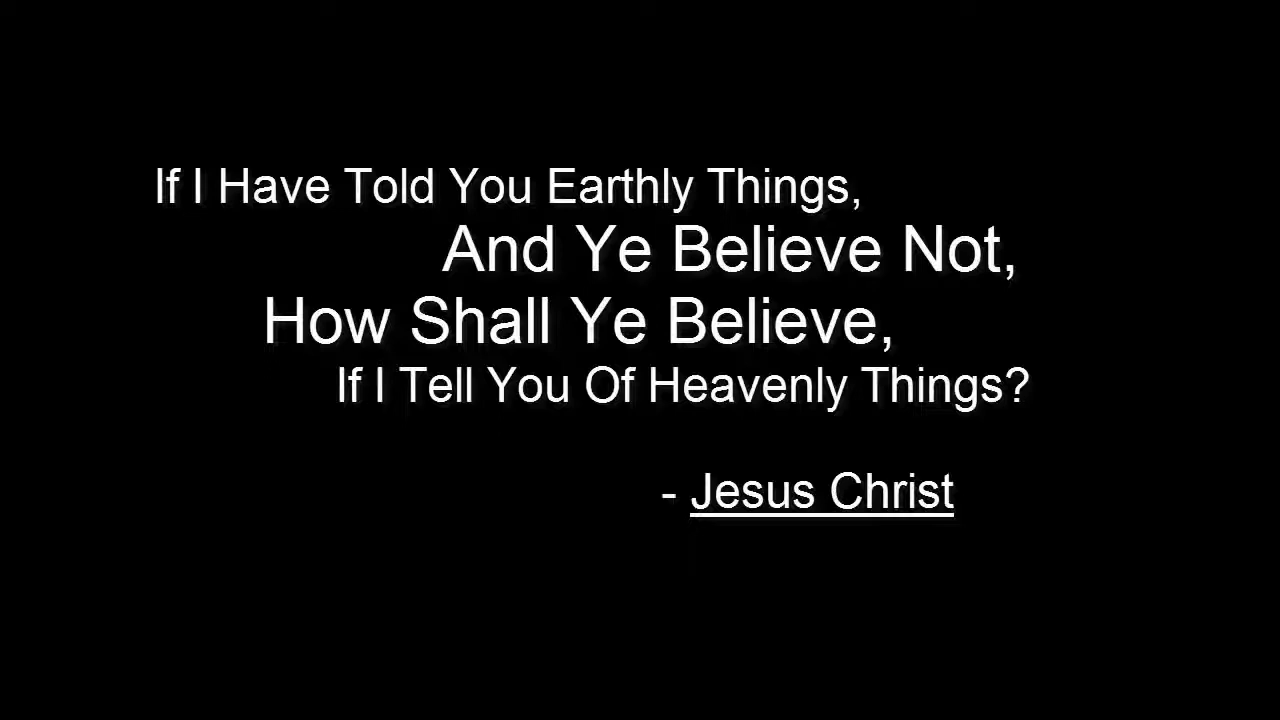 If I Have Told You Earthly Things,
And Ye Believe Not,
How Shall Ye Believe,
If I Tell You Of Heavenly Things?
- Jesus Christ